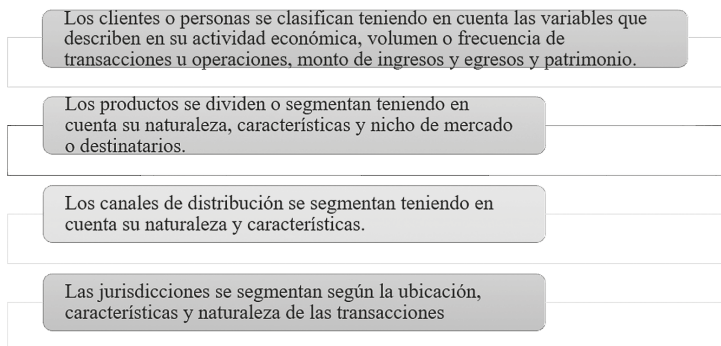 Los clientes o personas se clasifican teniendo en cuenta las variables que
describen en su actividad económica, volumen o frecuencia de
transacciones u operaciones, monto de ingresos y egresos y patrimonio.
Los productos se dividen o segmentan teniendo en
cuenta su naturaleza, características y nicho de mercado
o destinatarios.
Los canales de distribución se segmentan teniendo en
cuenta su naturaleza y características.
Las jurisdicciones se segmentan según la ubicación,
características y naturaleza de las transacciones